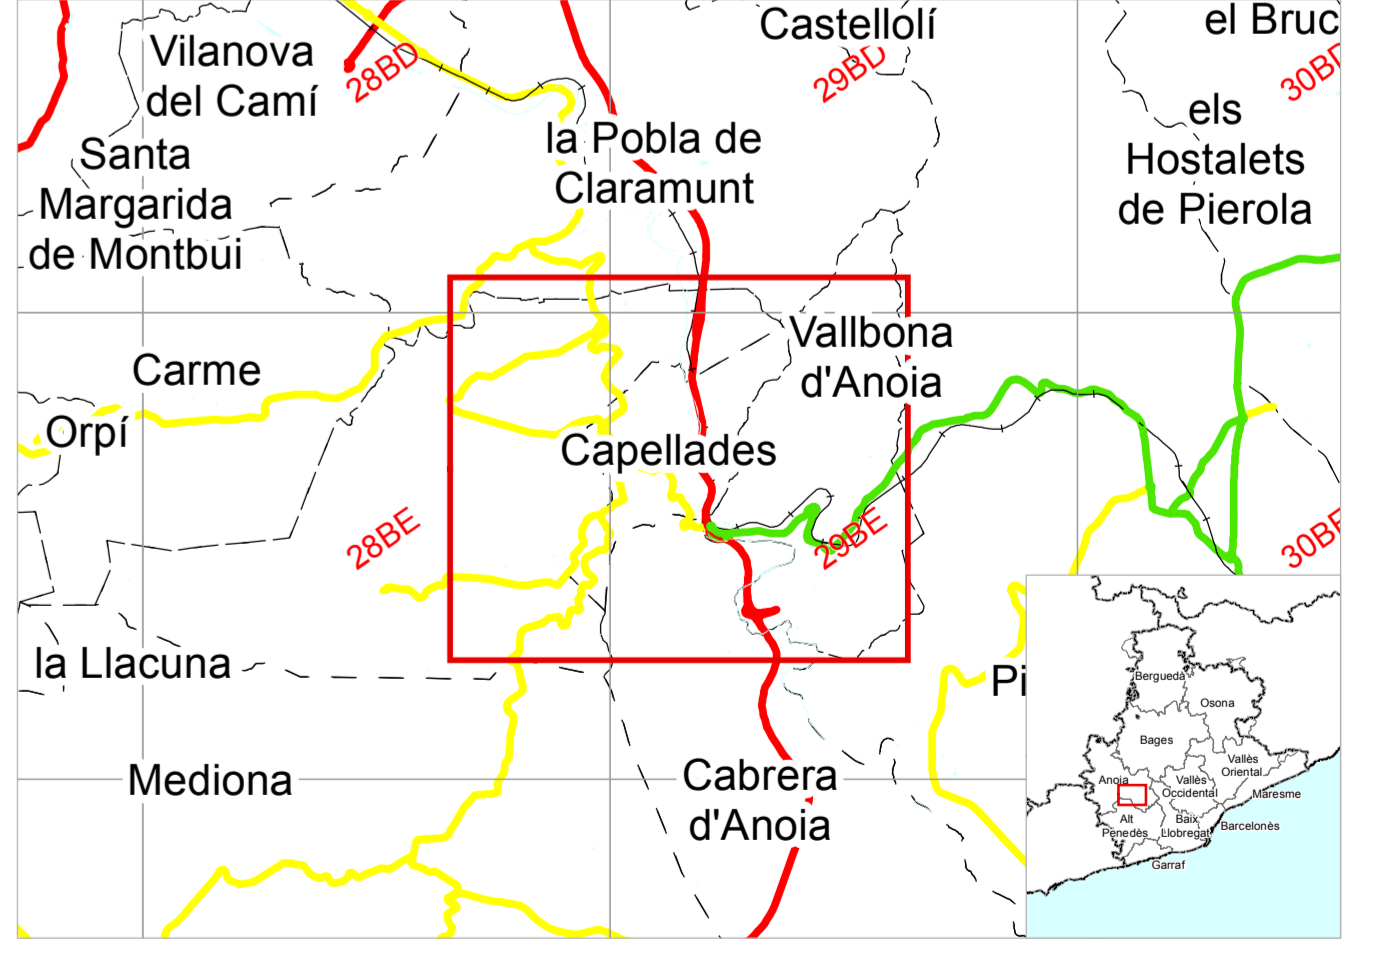 Castellolí
el Bruc
Vilanova
del Camí
28BD
29BD
30BD
els
Hostalets
de Pierola
la Pobla de
Claramunt
Santa
Margarida
de Montbui
Vallbona
d'Anoia
Carme
Orpí
Capellades
28BE
29BE
30BE
la Llacuna
Pi
Mediona
Cabrera
d'Anoia
Berguedà
Osona
Bages
Vallès
Oriental
Anoia
Vallès
Occidental
Maresme
Alt
Penedès
Baix
Llobregat
Barcelonès
Garraf